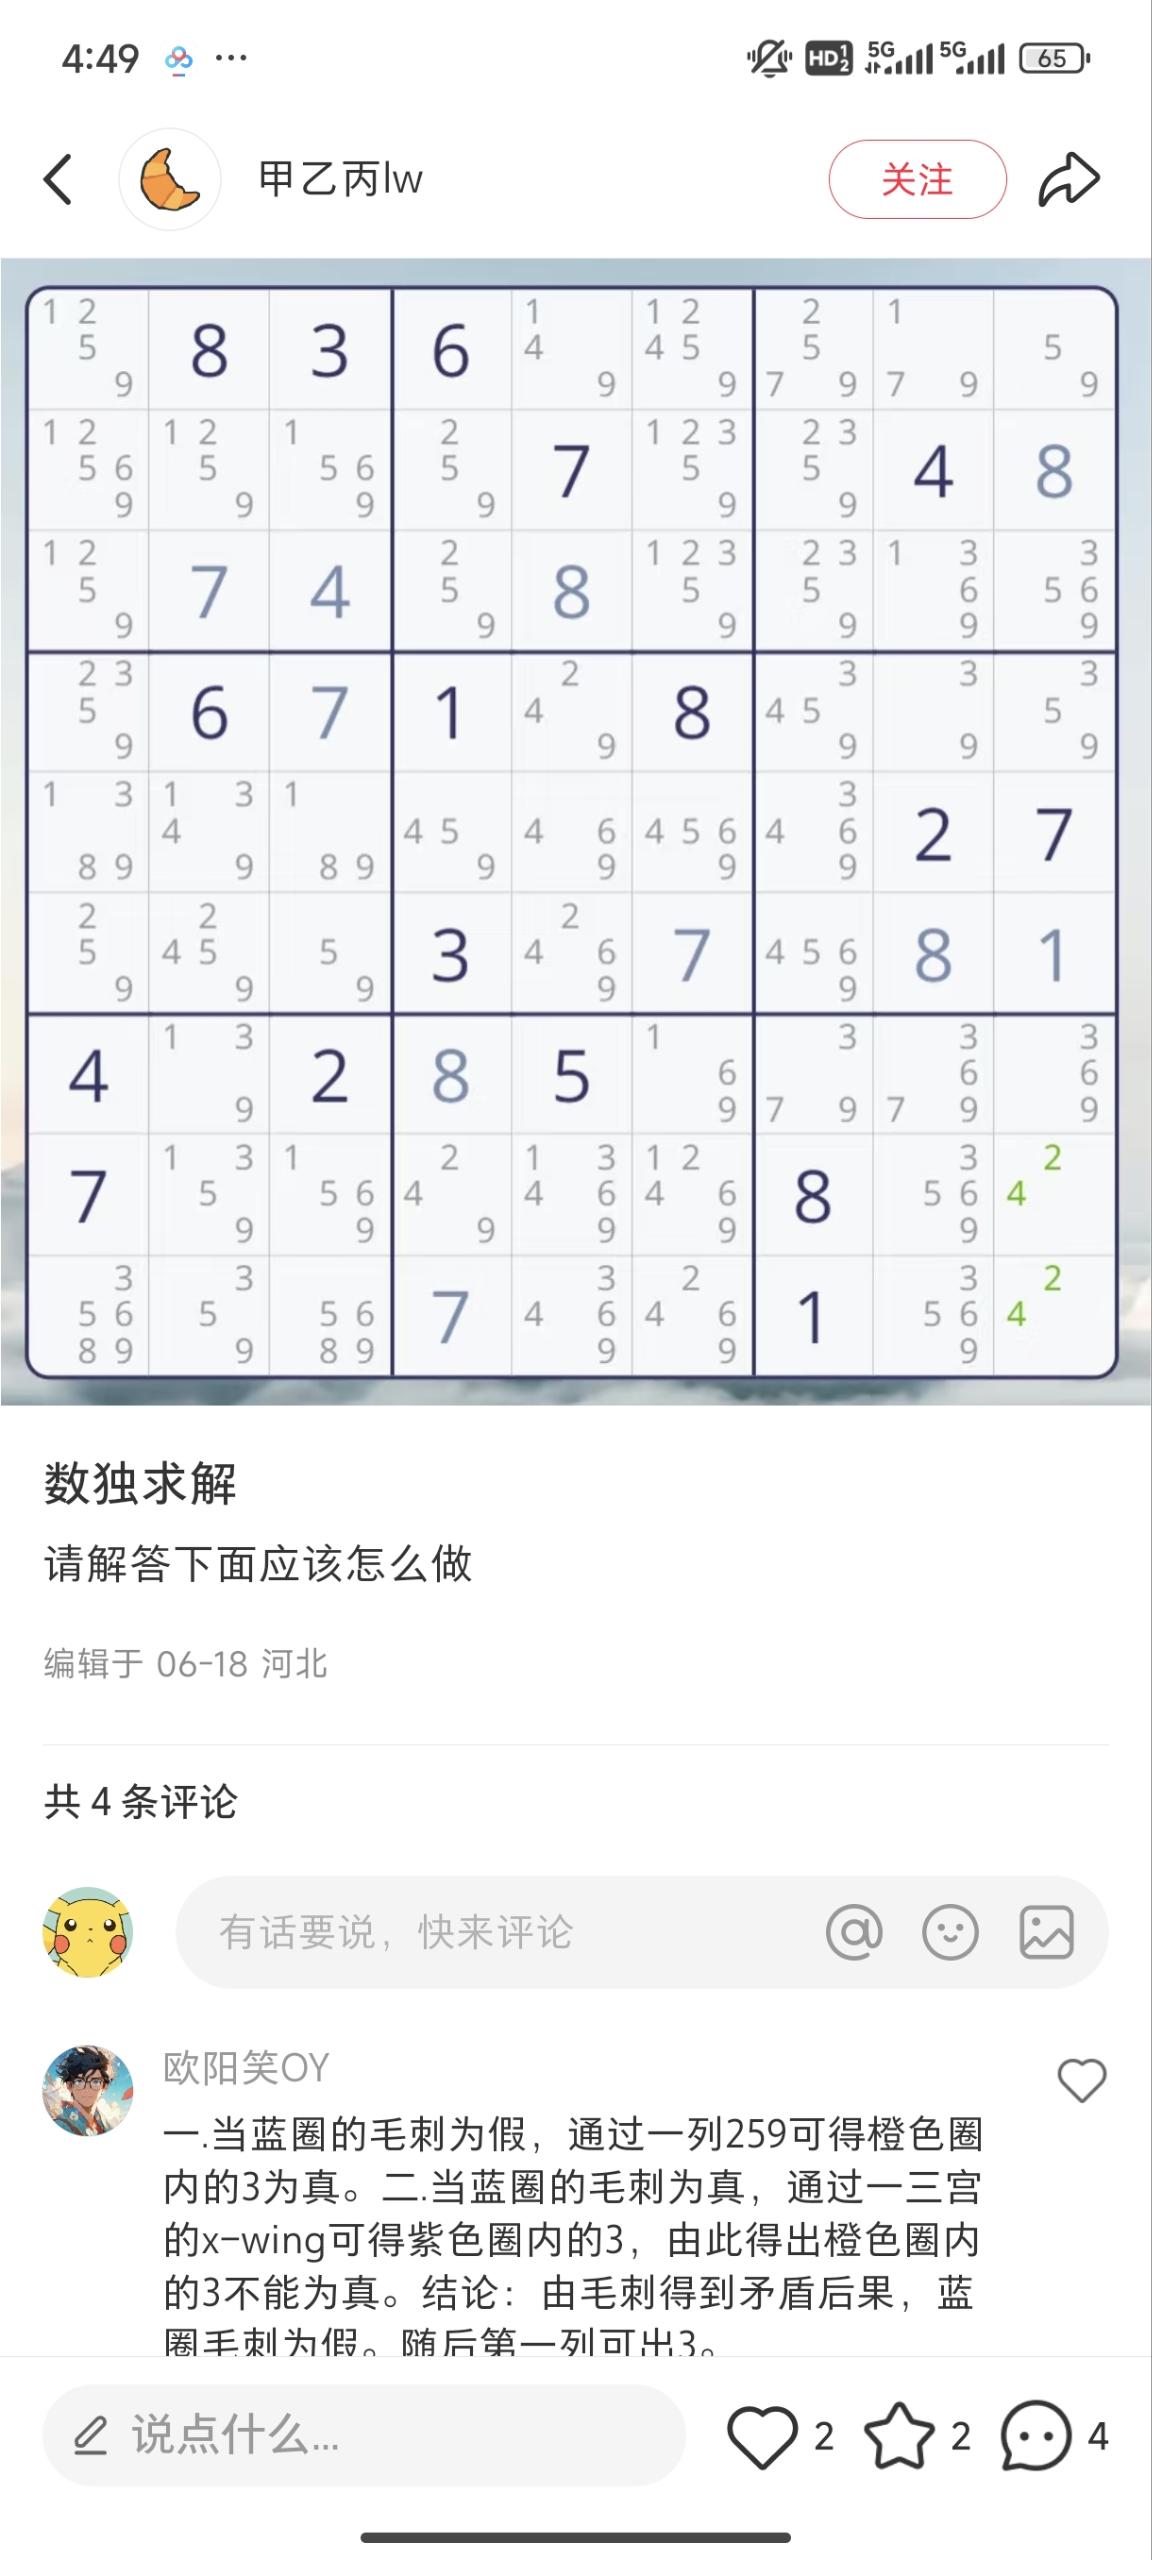 4:49 ... HD 1 2 5G 5G 65
甲乙丙lw 关注
1 2 1 1 2 2 1
5 8 3 6 4 4 5 5 5
9 9 9 7 9 7 9 9
1 2 1 2 1 2 1 2 3 2 3
5 6 5 5 6 5 7 5 5 4 8
9 9 9 9 9 9
1 2 2 1 2 3 2 3 1 3 3
5 7 4 5 8 5 5 6 5 6
9 9 9 9 9 9
2 3 2 3 3 3
5 6 7 1 4 8 4 5 5
9 9 9 9 9
1 3 1 3 1 3
4 4 5 4 6 4 5 6 4 6 2 7
8 9 9 8 9 9 9 9 9
2 2 2
5 4 5 5 3 4 6 7 4 5 6 8 1
9 9 9 9 9
1 3 1 3 3 3
4 2 8 5 6 6 6
9 9 7 9 7 9 9
1 3 1 2 1 3 1 2 3 2
7 5 5 6 4 4 6 4 6 8 5 6 4
9 9 9 9 9
3 3 3 2 3 2
5 6 5 5 6 7 4 6 4 6 1 5 6 4
8 9 9 8 9 9 9 9
数独求解
请解答下面应该怎么做
编辑于 06-18 河北
共 4 条评论
有话要说，快来评论
欧阳笑OY
一.当蓝圈的毛刺为假，通过一列259可得橙色圈
内的3为真。二.当蓝圈的毛刺为真，通过一三宫
的x-wing可得紫色圈内的3，由此得出橙色圈内
的3不能为真。结论：由毛刺得到矛盾后果，蓝
圈毛刺为假。随后第一列可出3。
说点什么... 2 2 4